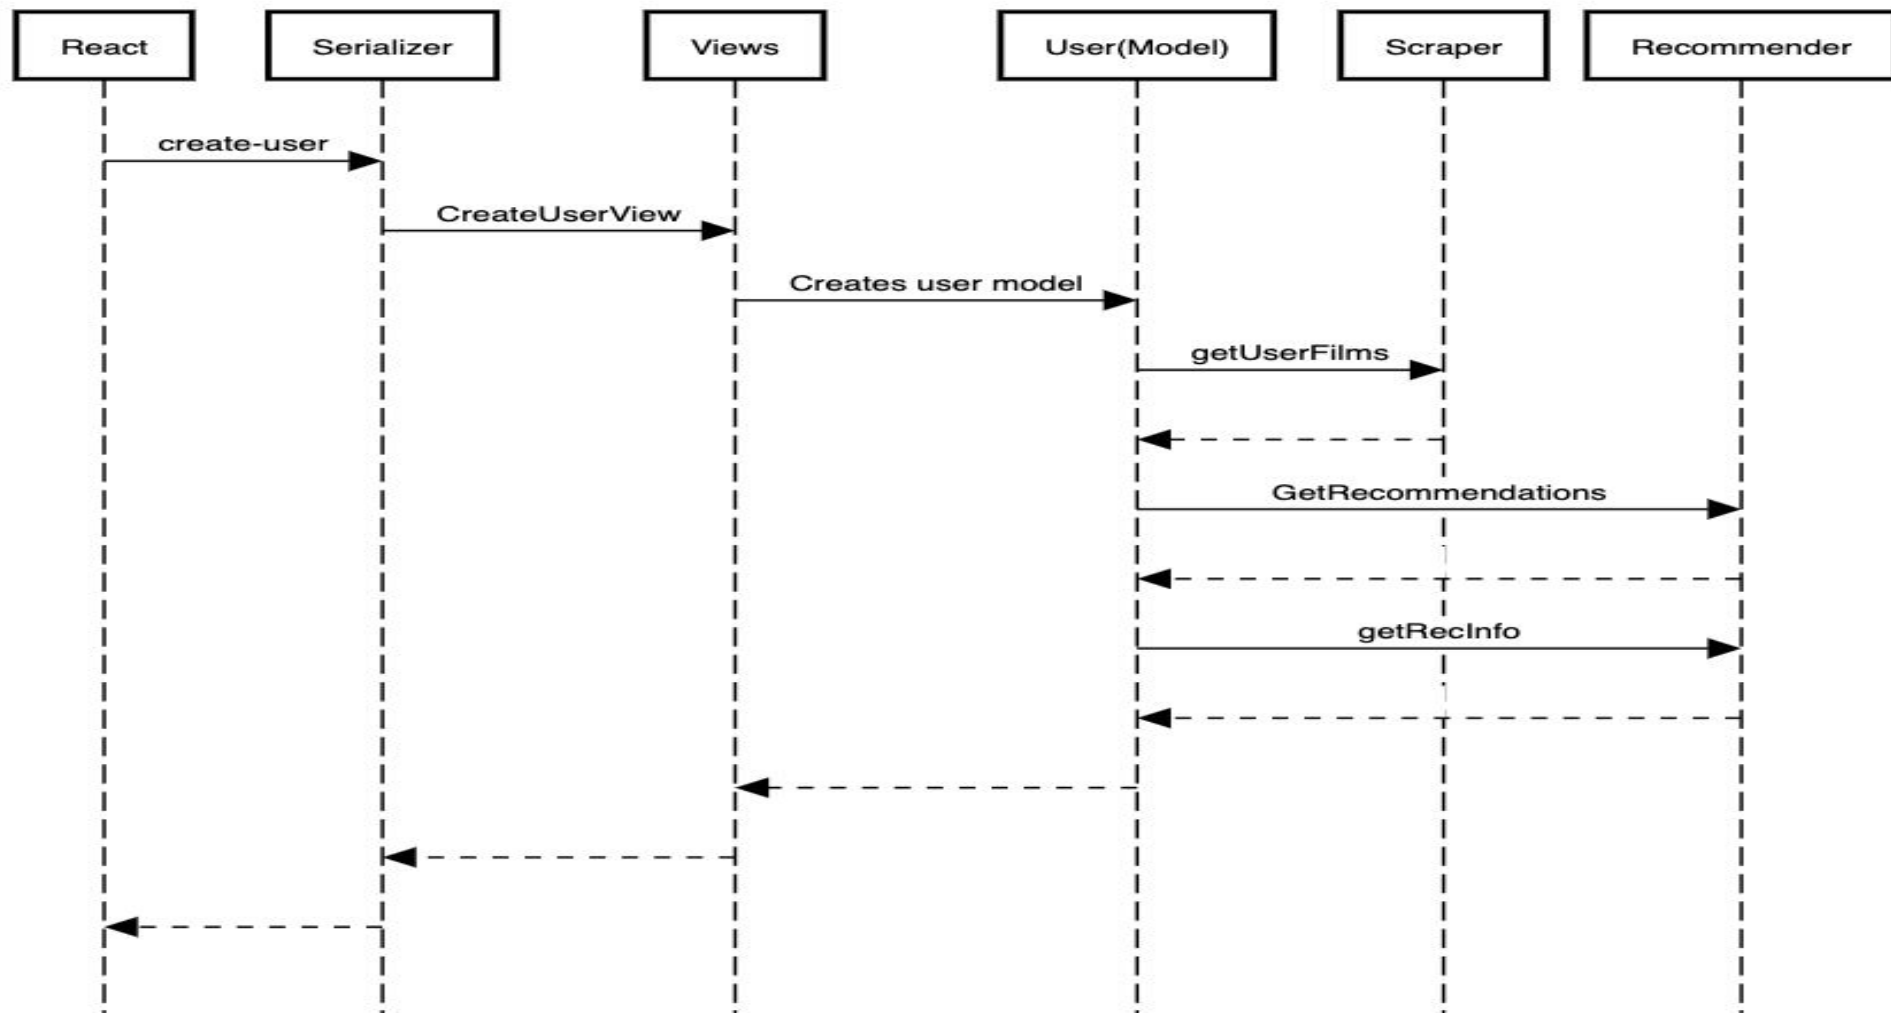 React
Serializer
Views
User(Model)
Scraper
Recommender
create-user
CreateUserView
Creates user model
getUserFilms
GetRecommendations
getRecInfo